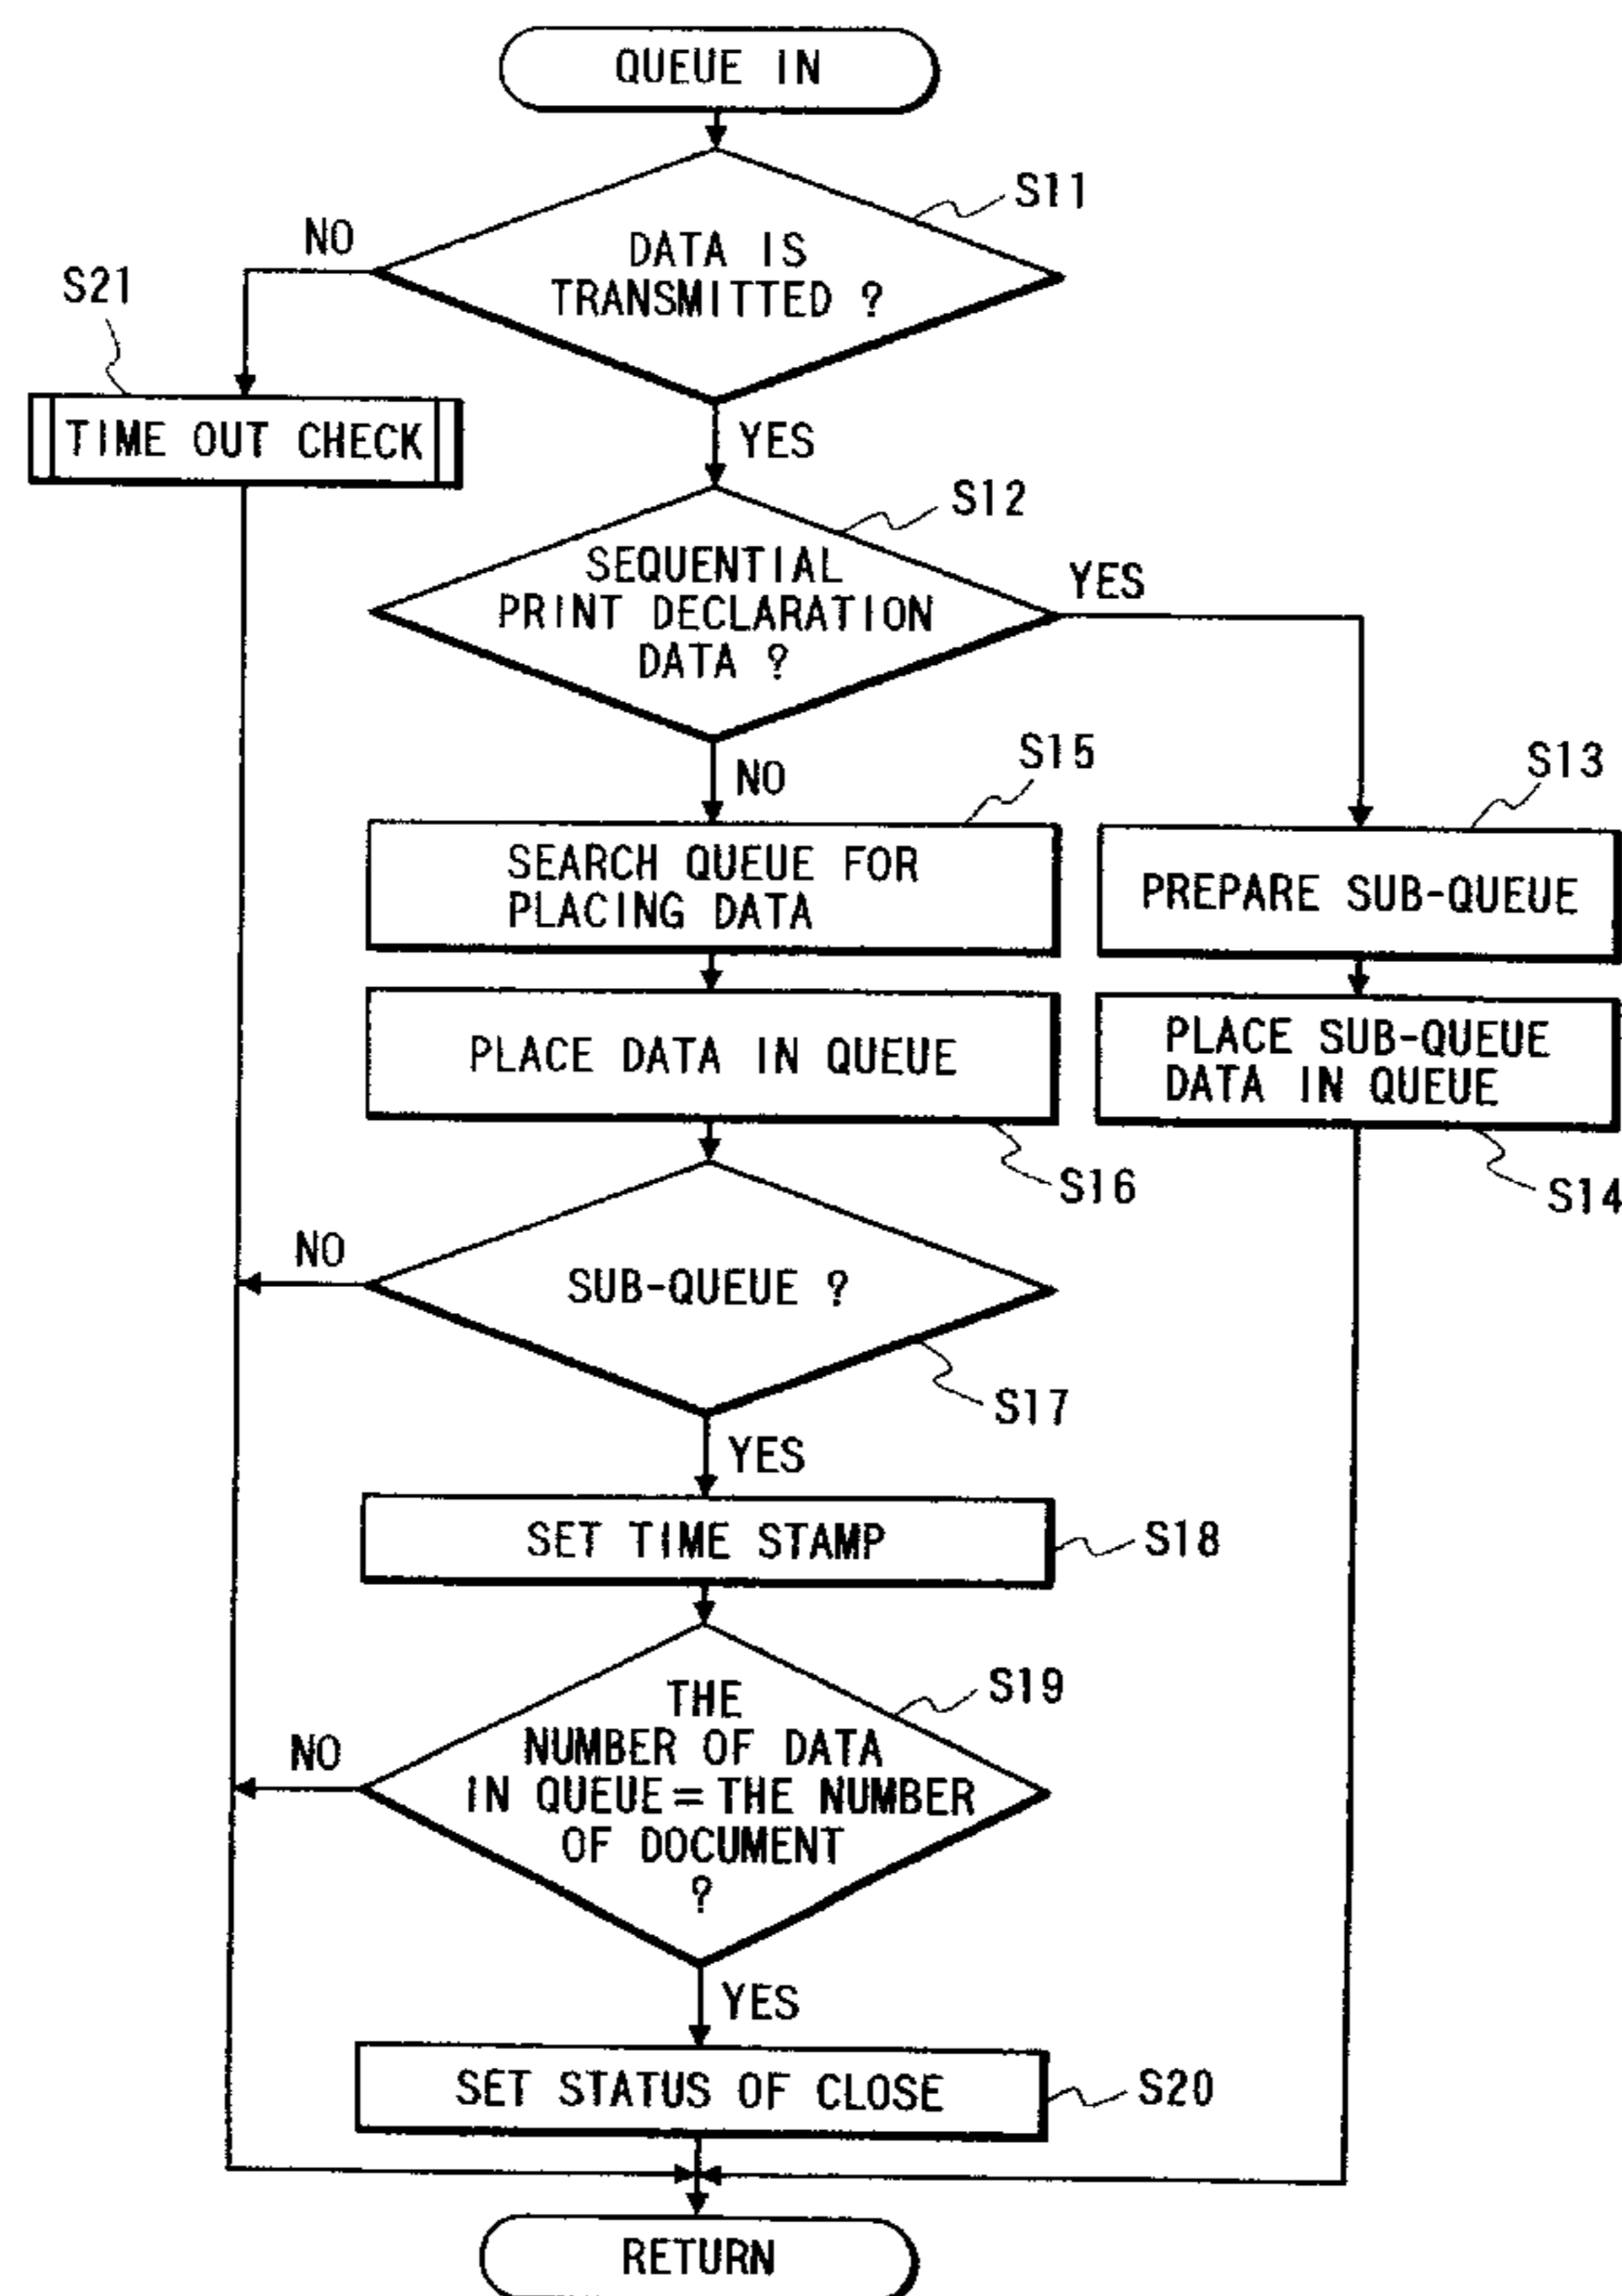 QUEUE IN
S11
NO
DATA IS
TRANSMITTED ?
S21
TIME OUT CHECK
YES
S12
SEQUENTIAL
PRINT DECLARATION
DATA ?
YES
NO
S15
S13
SEARCH QUEUE FOR
PLACING DATA
PREPARE SUB-QUEUE
PLACE DATA IN QUEUE
PLACE SUB-QUEUE
DATA IN QUEUE
S16
S14
NO
SUB-QUEUE ?
S17
YES
SET TIME STAMP
S18
S19
THE
NUMBER OF DATA
IN QUEUE = THE NUMBER
OF DOCUMENT
?
NO
YES
SET STATUS OF CLOSE
S20
RETURN